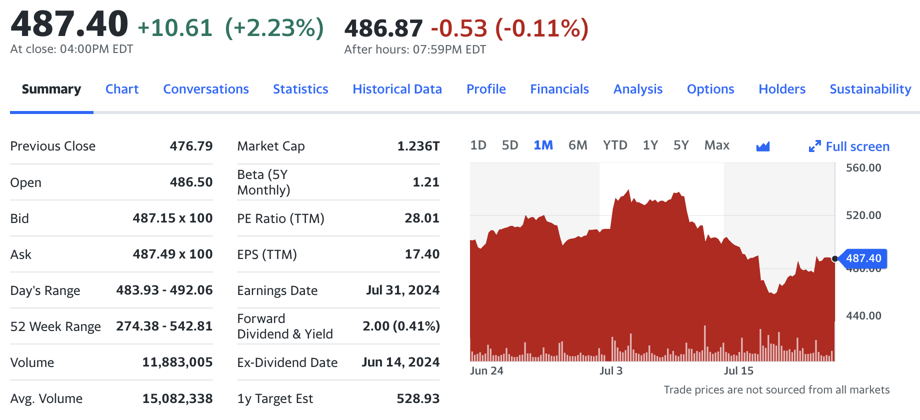 487.40 +10.61 (+2.23%) 486.87 -0.53 (-0.11%)
At close: 04:00PM EDT After hours: 07:59PM EDT
Summary Chart Conversations Statistics Historical Data Profile Financials Analysis Options Holders Sustainability
Previous Close 476.79
Open 486.50
Bid 487.15 x 100
Ask 487.49 x 100
Day's Range 483.93 - 492.06
52 Week Range 274.38 - 542.81
Volume 11,883,005
Avg. Volume 15,082,338
Market Cap 1.236T
Beta (5Y
Monthly) 1.21
PE Ratio (TTM) 28.01
EPS (TTM) 17.40
Earnings Date Jul 31, 2024
Forward
Dividend & Yield 2.00 (0.41%)
Ex-Dividend Date Jun 14, 2024
1y Target Est 528.93
1D 5D 1M 6M YTD 1Y 5Y Max Full screen
560.00
520.00
487.40
480.00
440.00
Jun 24 Jul 3 Jul 15
Trade prices are not sourced from all markets